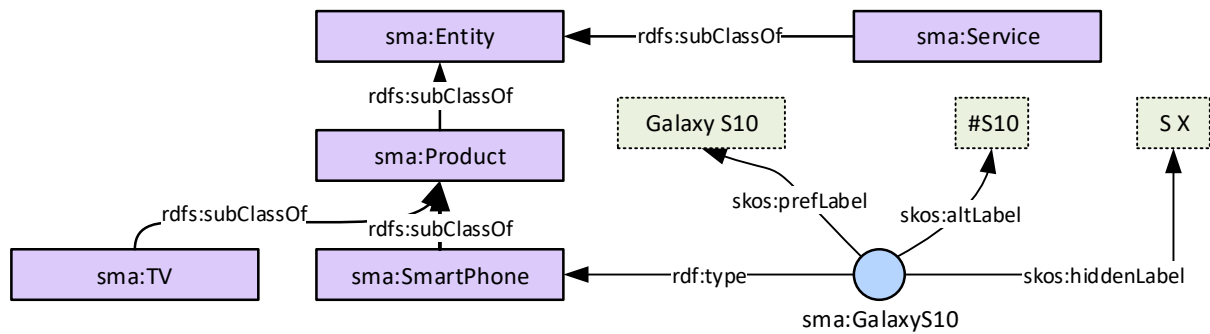 sma:Entity
rdfs:subClassOf
sma:Service
rdfs:subClassOf
Galaxy S10
#S10
S X
sma:Product
rdfs:subClassOf
skos:prefLabel
skos:altLabel
rdfs:subClassOf
sma:TV
sma:SmartPhone
rdf:type
skos:hiddenLabel
sma:GalaxyS10